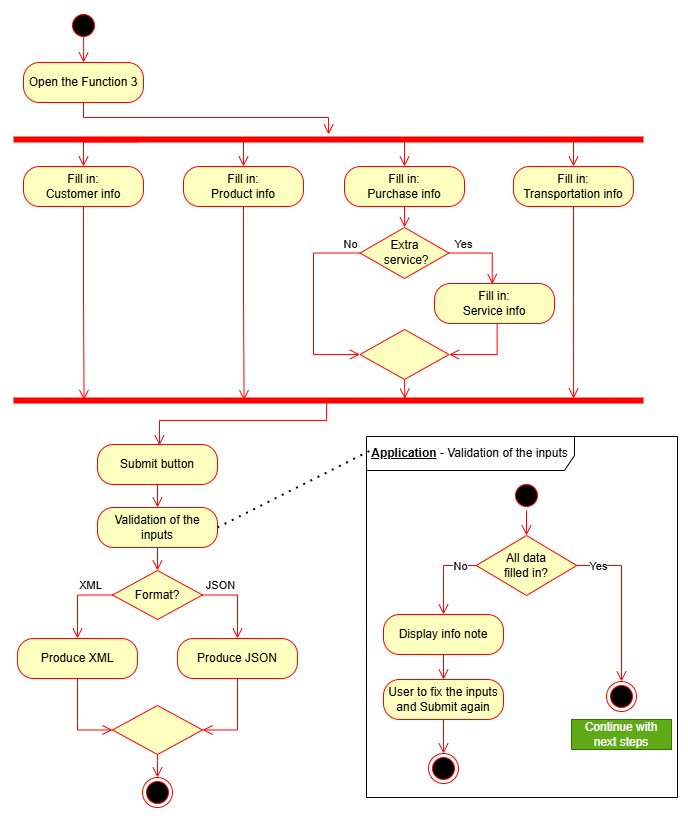 Open the Function 3
Fill in:
Customer info
Fill in:
Product info
Fill in:
Purchase info
Fill in:
Transportation info
No
Extra
service?
Yes
Fill in:
Service info
Submit button
Validation of the
inputs
XML
Format?
JSON
Produce XML
Produce JSON
Application - Validation of the inputs
No
All data
filled in?
Yes
Display info note
User to fix the inputs
and Submit again
Continue with
next steps